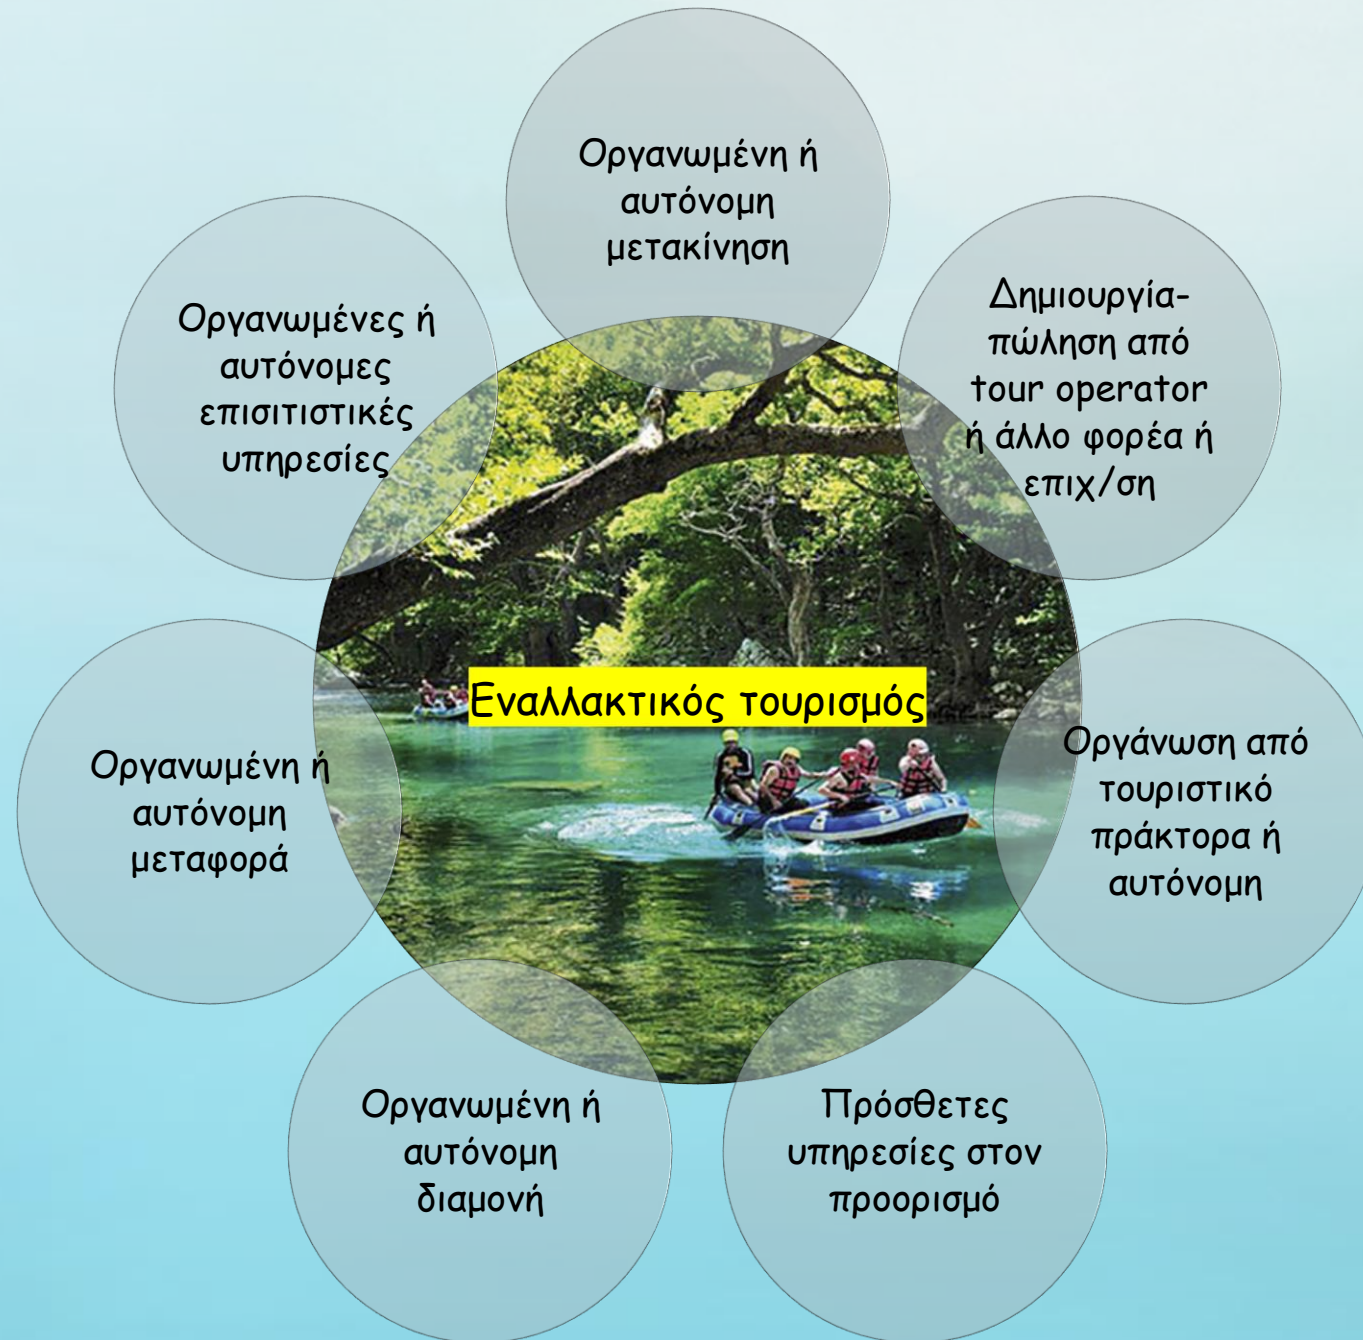 Οργανωμένη ή
αυτόνομη
μετακίνηση
Δημιουργία-
πώληση από
tour operator
ή άλλο φορέα ή
επιχ/ση
Οργάνωση από
τουριστικό
πράκτορα ή
αυτόνομη
Πρόσθετες
υπηρεσίες στον
προορισμό
Οργανωμένη ή
αυτόνομη
διαμονή
Οργανωμένη ή
αυτόνομη
μεταφορά
Οργανωμένες ή
αυτόνομες
επισιτιστικές
υπηρεσίες
Εναλλακτικός τουρισμός